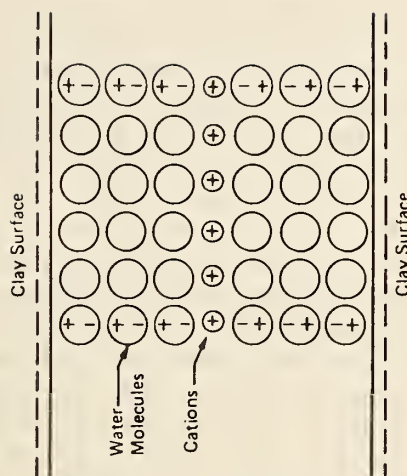 Clay Surface
Water
Molecules
Cations
Clay Surface